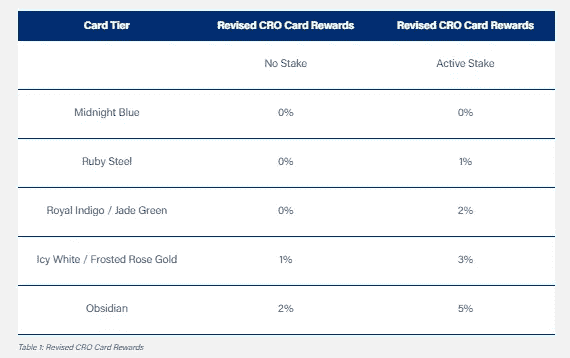 Card Tier Revised CRO Card Rewards Revised CRO Card Rewards
No Stake Active Stake
Midnight Blue 0% 0%
Ruby Steel 0% 1%
Royal Indigo / Jade Green 0% 2%
Icy White / Frosted Rose Gold 1% 3%
Obsidian 2% 5%
Table 1: Revised CRO Card Rewards